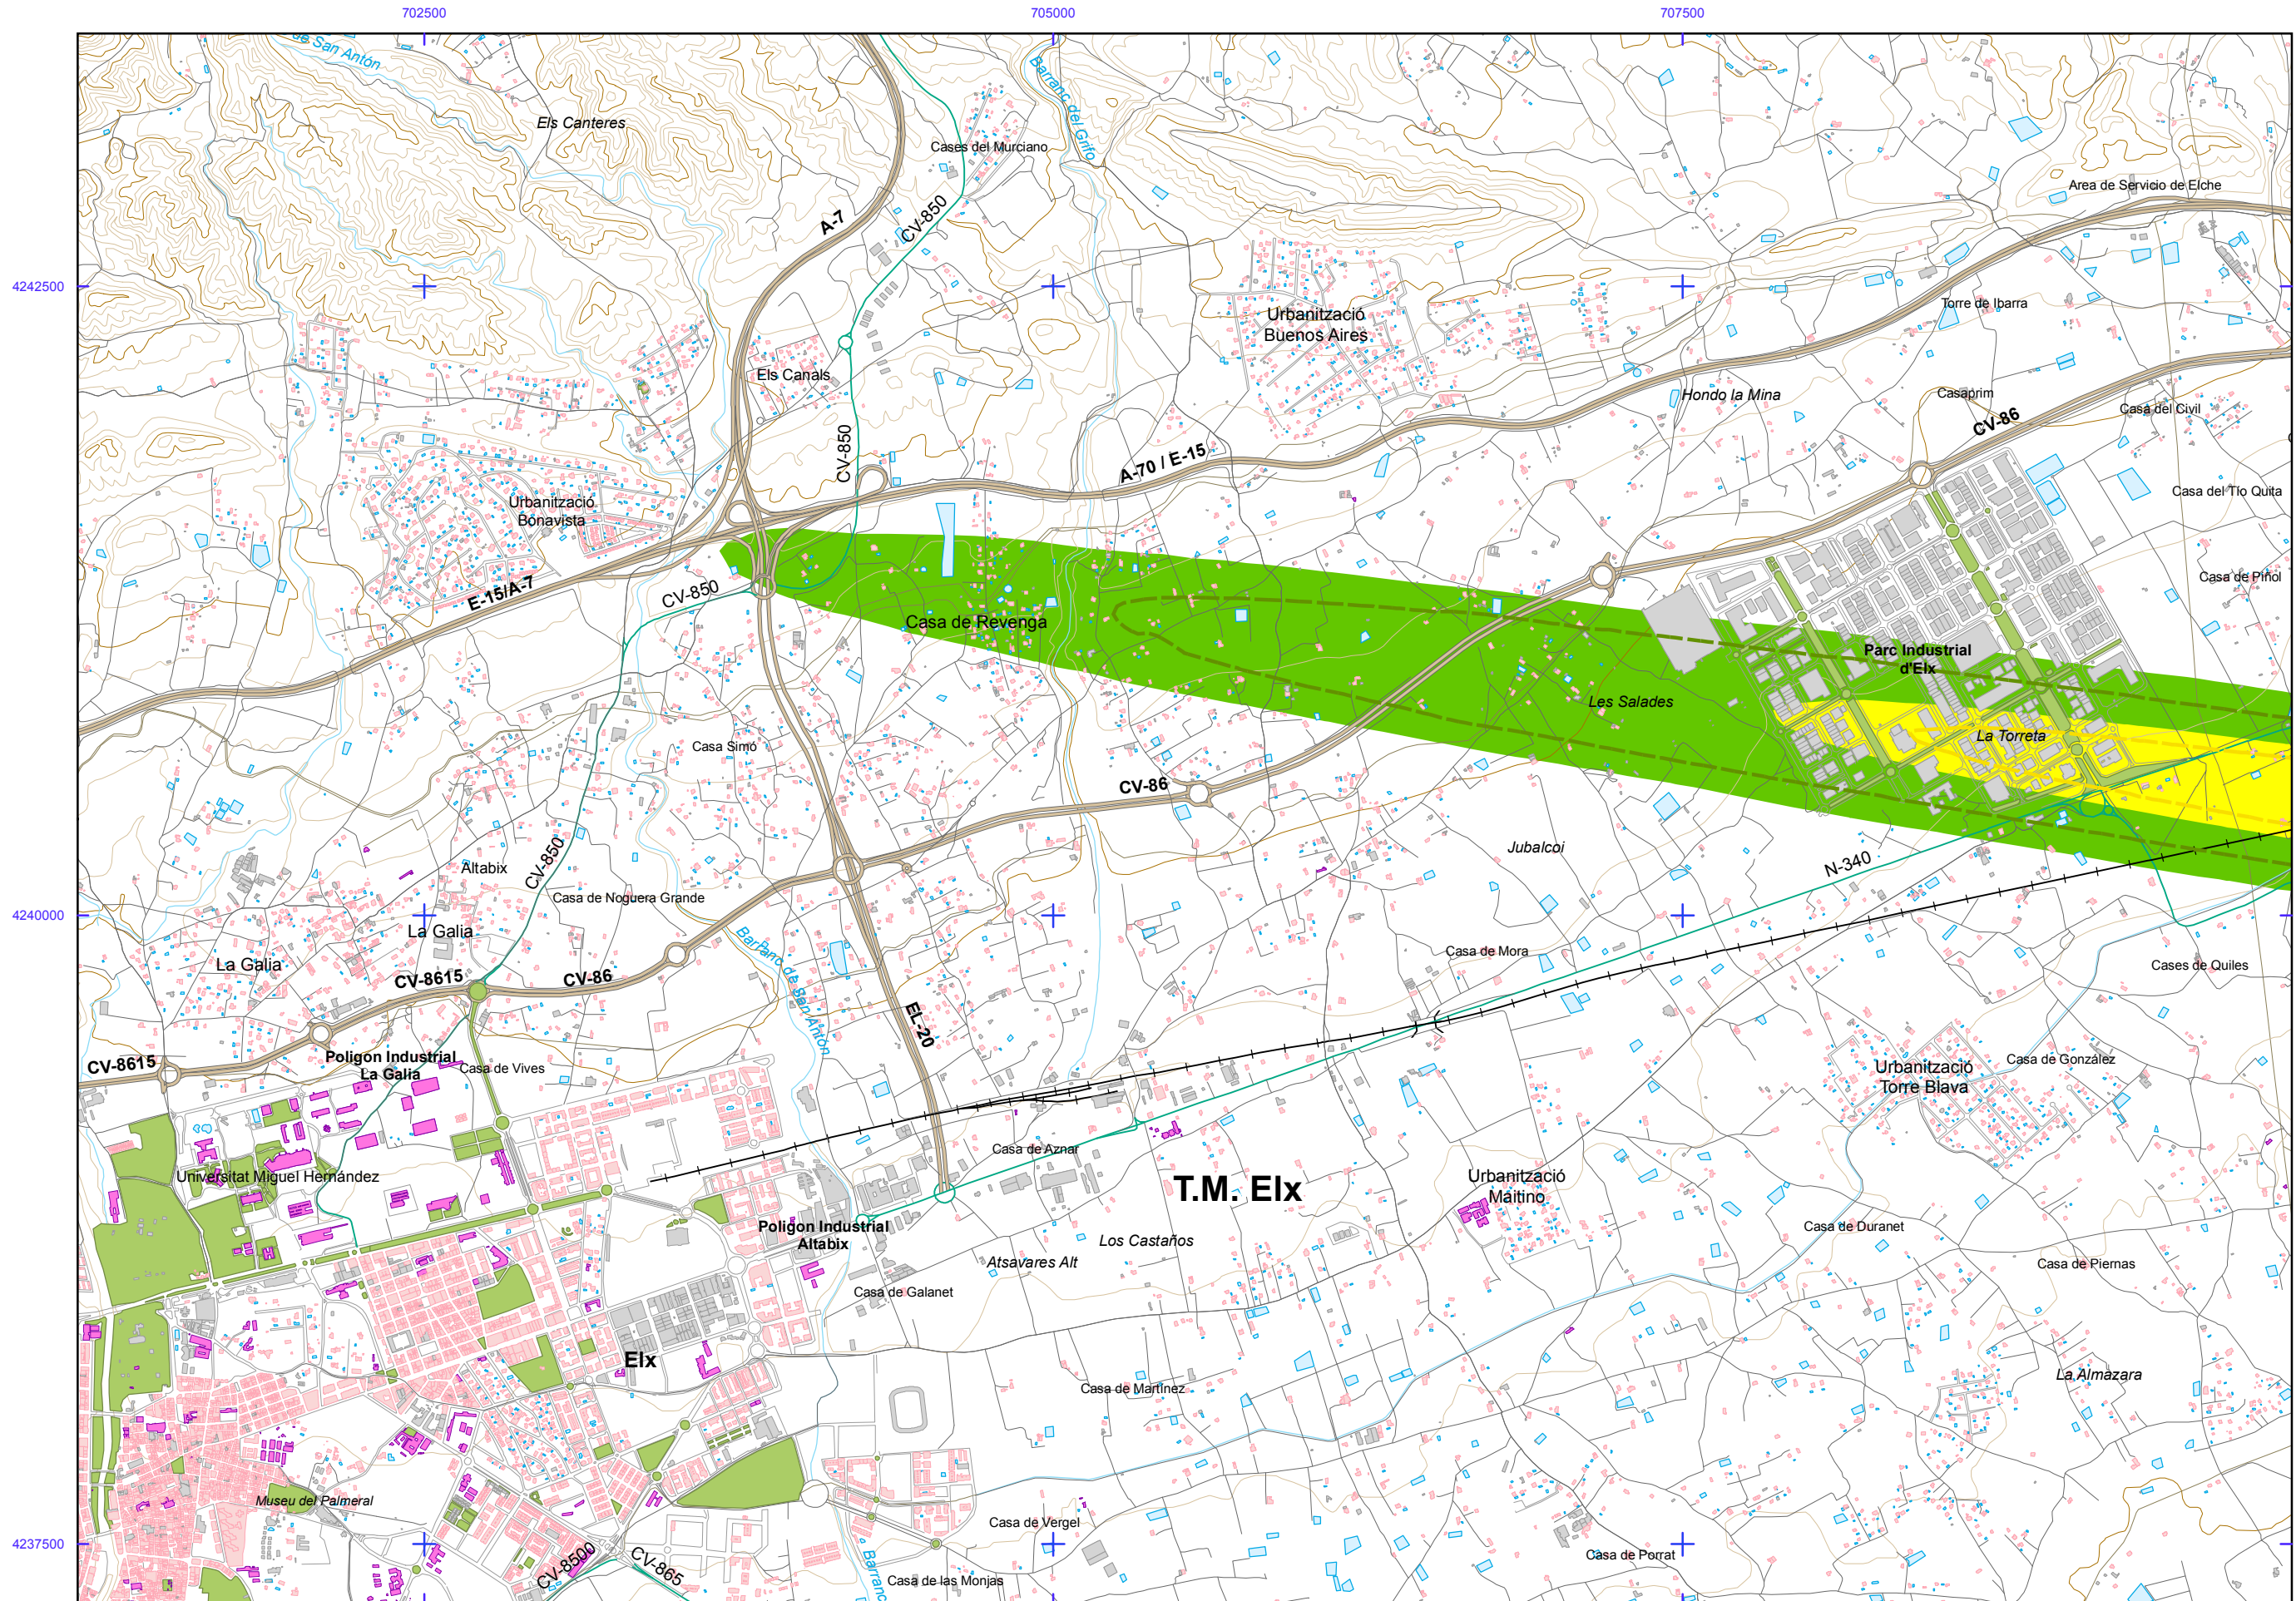 702500
705000
707500
de San Antón
Barranc del Grifo
Els Canteres
Cases del Murciano
Area de Servicio de Elche
A-7
CV-850
4242500
Torre de Ibarra
Urbanització
Buenos Aires
Els Canals
Hondo la Mina
Casaprim
Casa del Civil
CV-86
CV-850
A-70 / E-15
Casa del Tío Quita
Urbanització
Bonavista
Casa de Piñol
E-15/A-7
CV-850
Casa de Revenga
Parc Industrial
d'Elx
Les Salades
La Torreta
Casa Simó
CV-86
Jubalcoi
N-340
CV-850
Altabix
Casa de Noguera Grande
4240000
La Galia
La Galia
Barranc de San Antón
Casa de Mora
Cases de Quiles
CV-8615
CV-86
EL-20
Poligon Industrial
La Galia
Casa de Vives
CV-8615
Casa de González
Urbanització
Torre Blava
Casa de Aznar
Universitat Miguel Hernández
T.M. Elx
Urbanització
Maitino
Poligon Industrial
Altabix
Casa de Duranet
Los Castaños
Atsavares Alt
Casa de Piernas
Casa de Galanet
Elx
La Almazara
Casa de Martínez
Museu del Palmeral
Casa de Vergel
4237500
Casa de Porrat
CV-8500
CV-865
Casa de las Monjas
Barranc